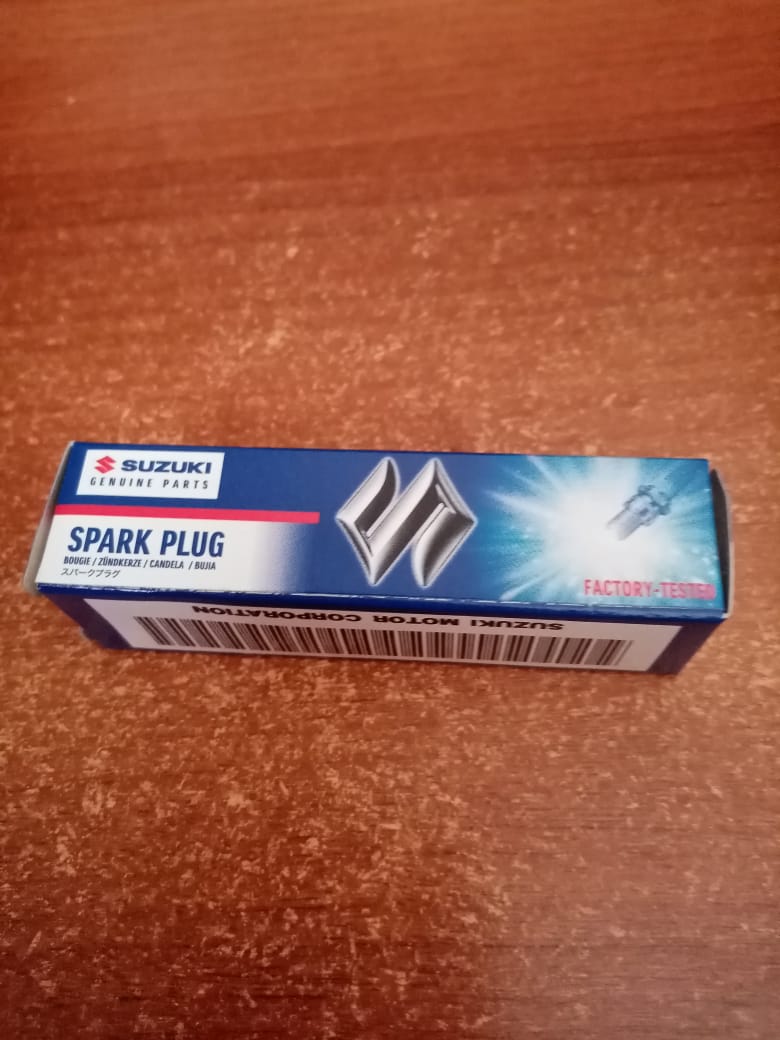 SUZUKI
GENUINE PARTS
SPARK PLUG
BOUGIE / ZÜNDKERZE / CANDELA / BUJIA
スパークプラグ
FACTORY-TESTED
SUZUKI MOTOR CORPORATION